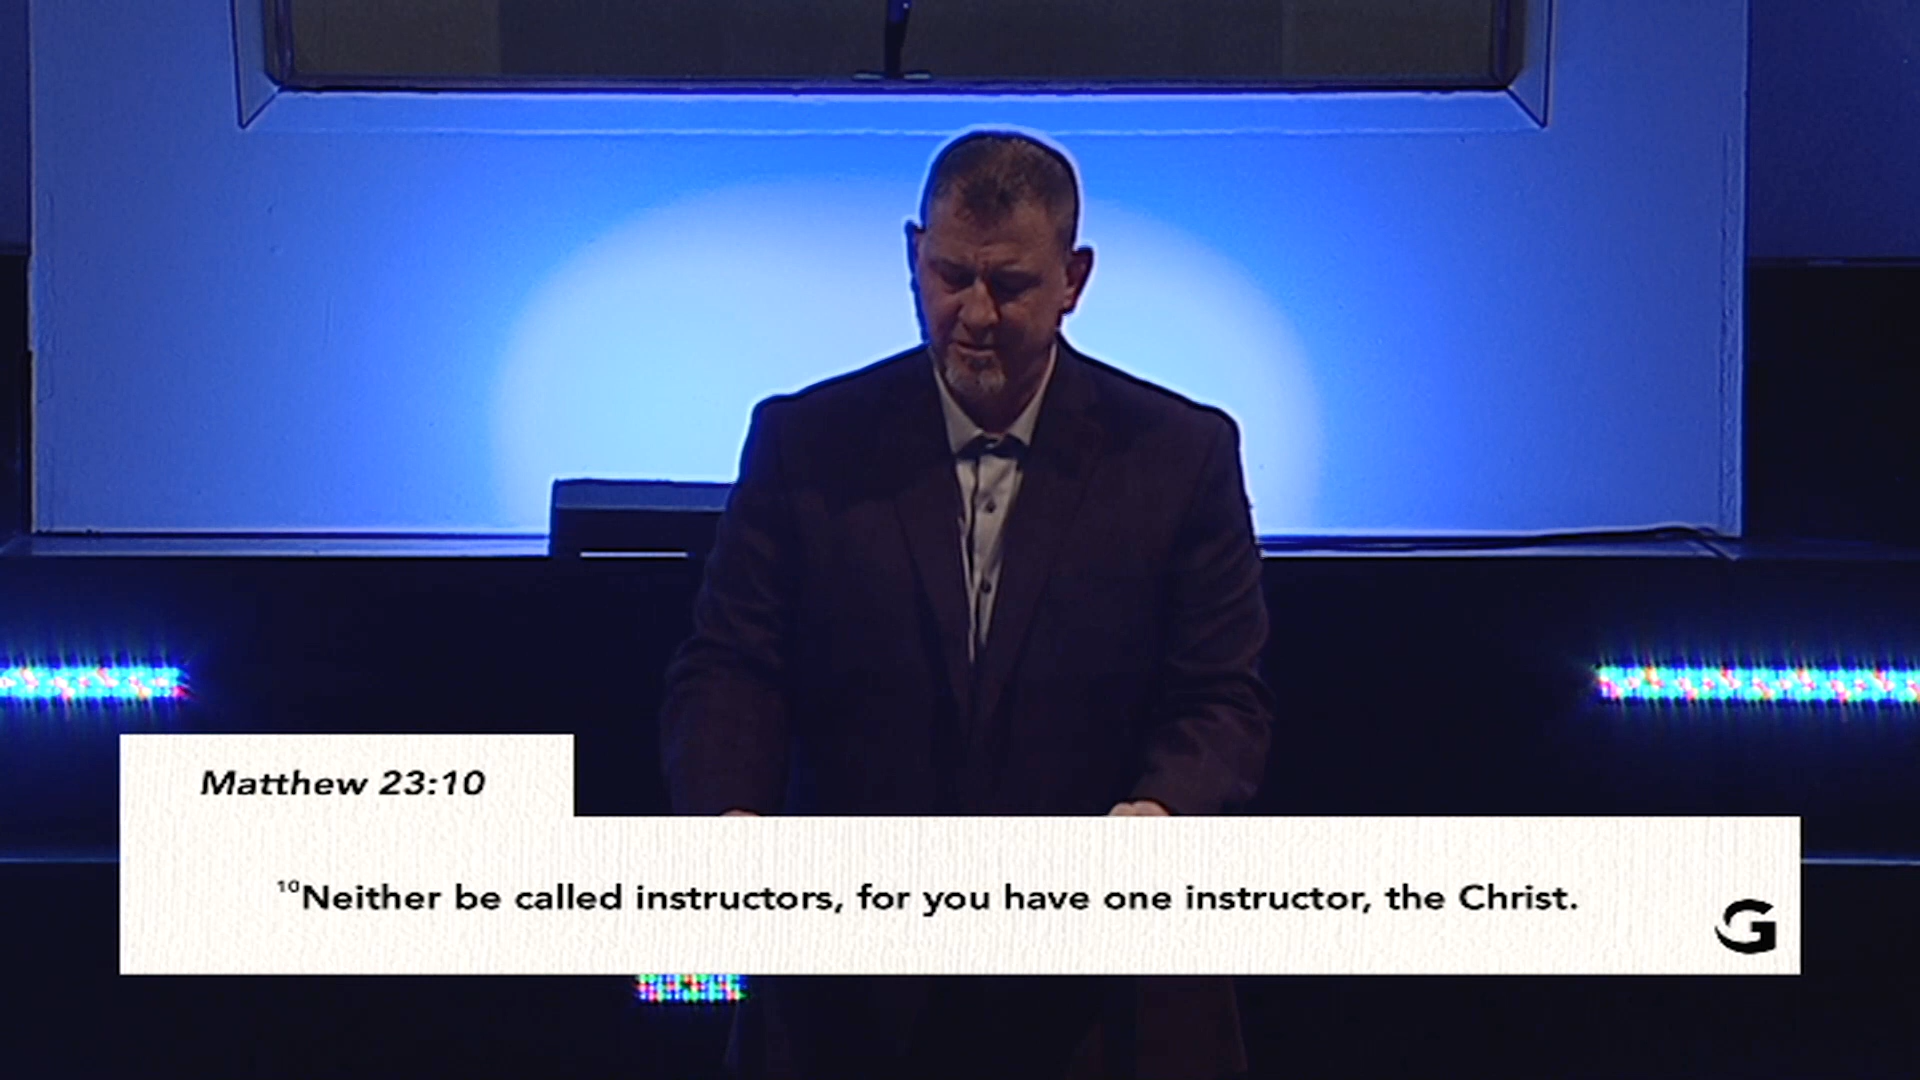 Matthew 23:10
¹⁰Neither be called instructors, for you have one instructor, the Christ.
G